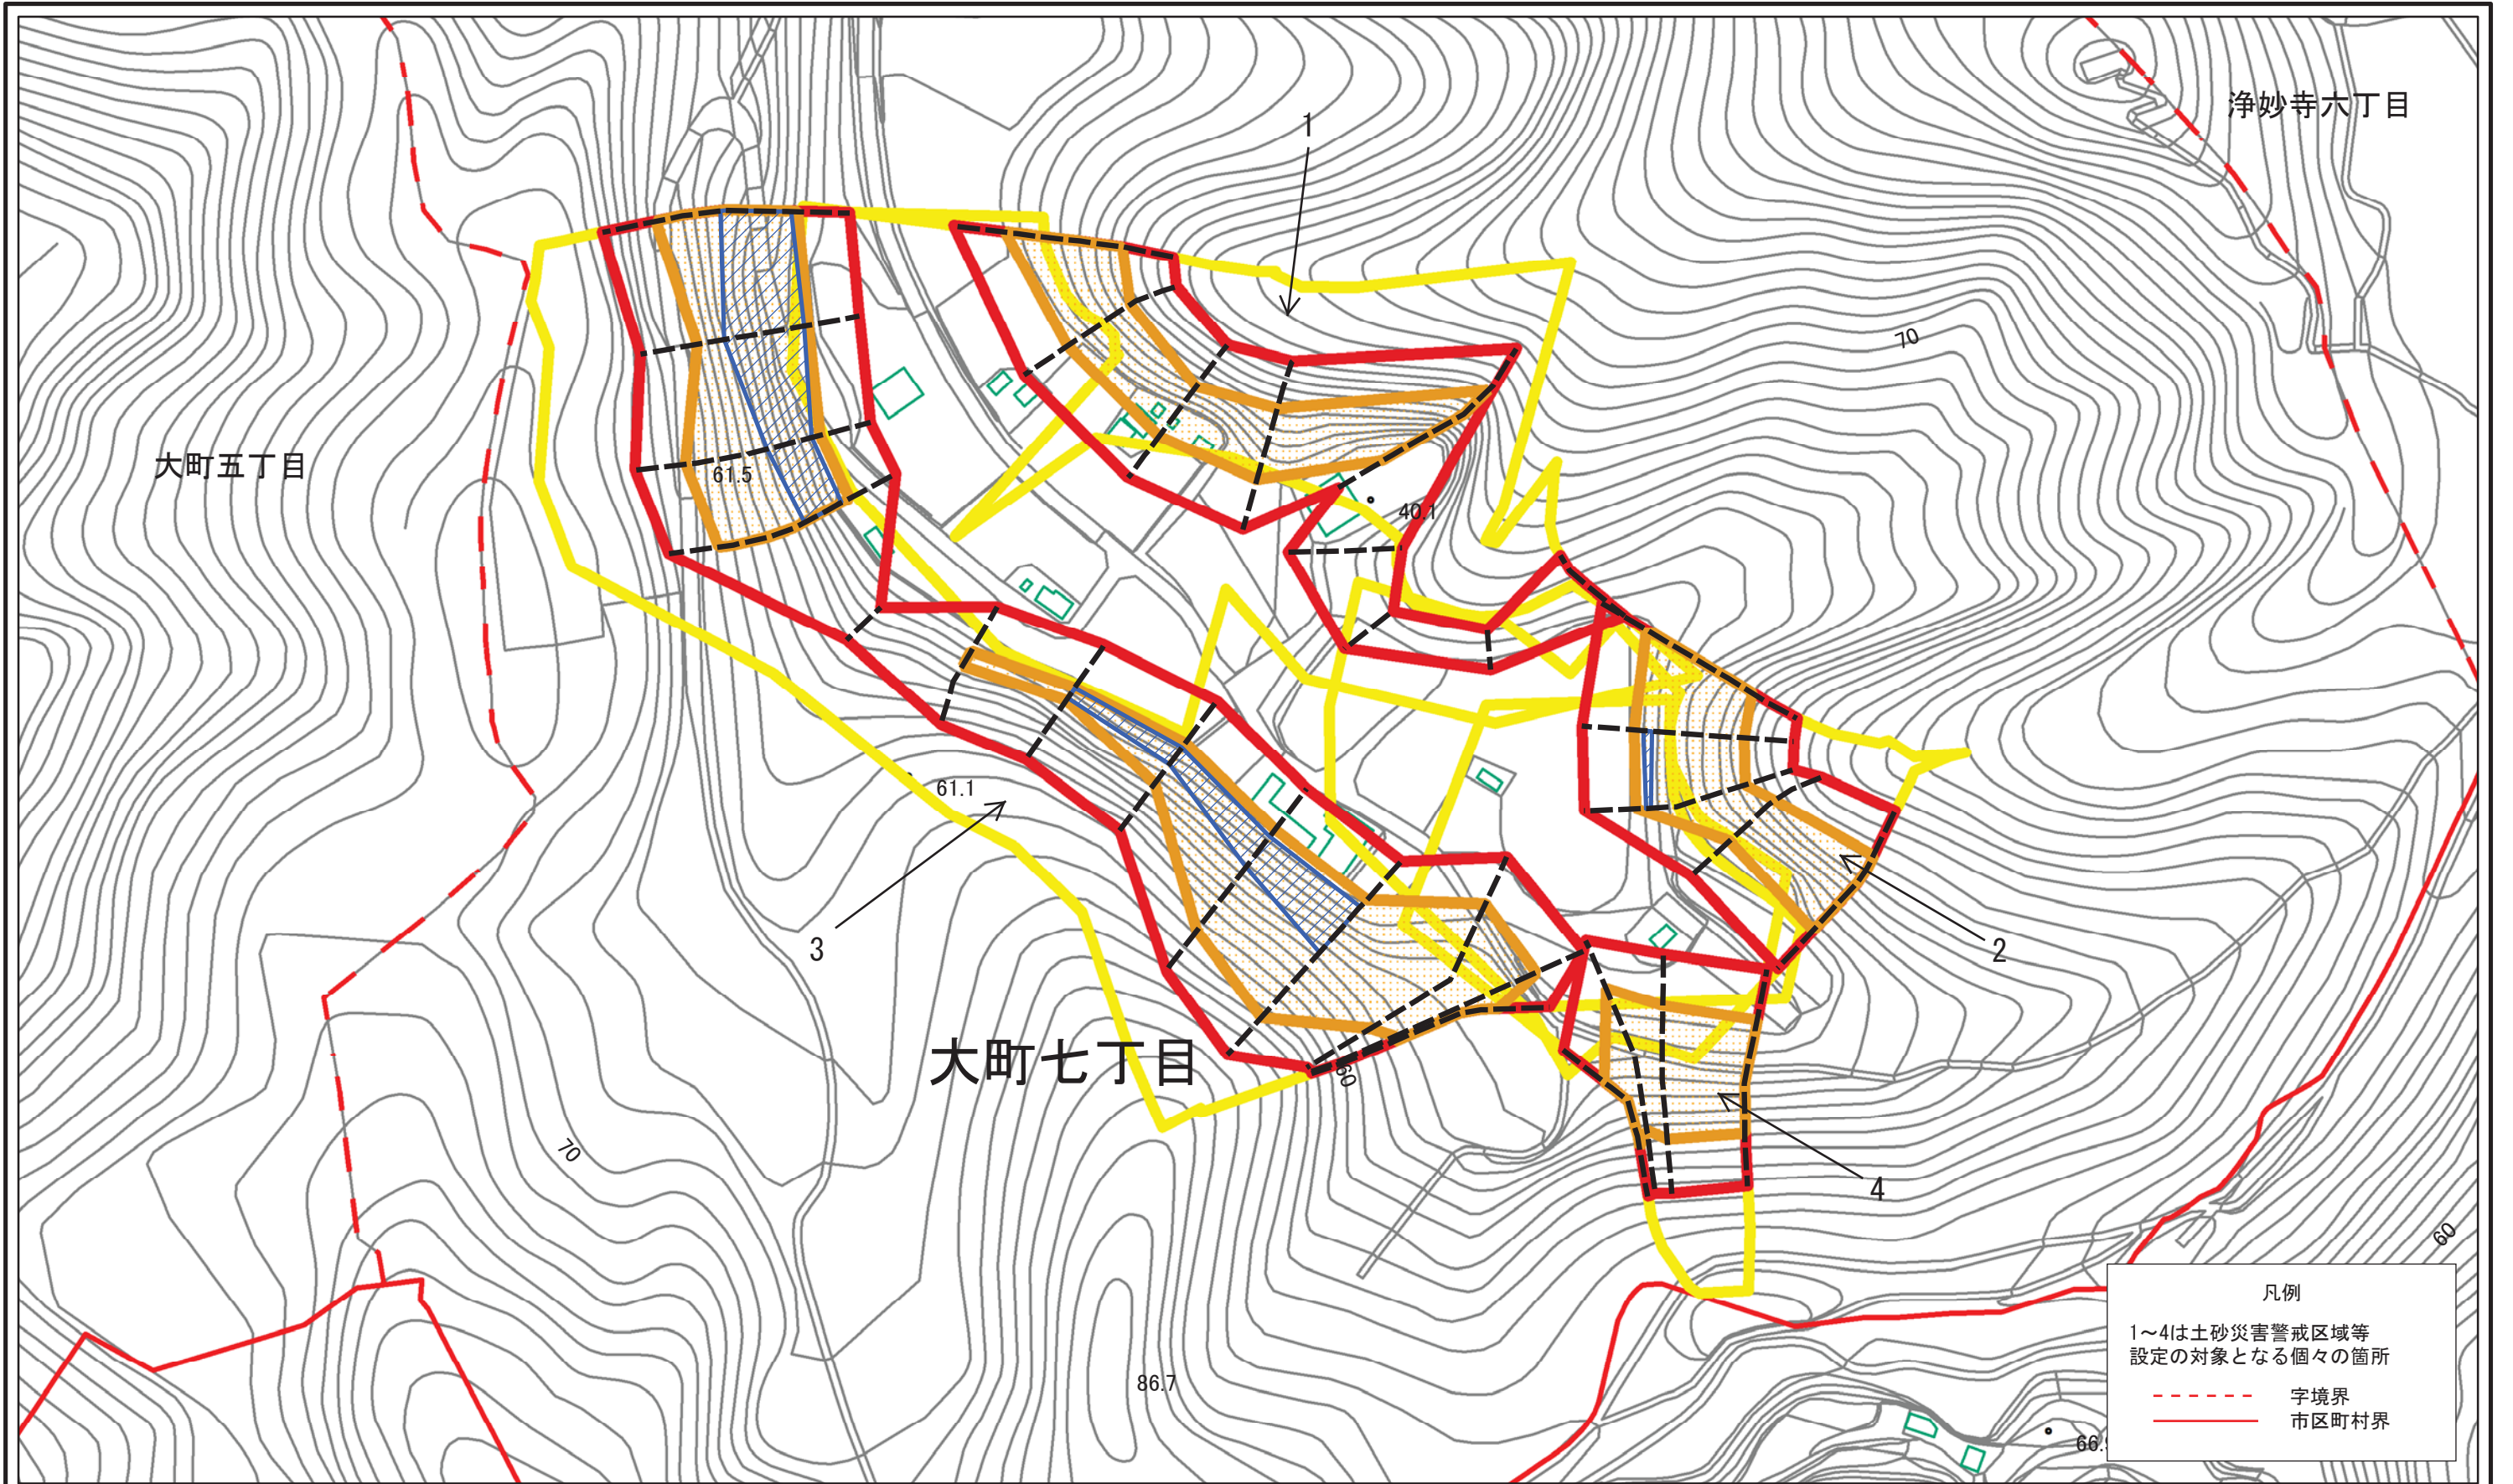 浄妙寺六丁目
1
70
大町五丁目
61.5
40.1
61.1
3
2
大町七丁目
60
70
4
60
86.7
66.
凡例
1～4は土砂災害警戒区域等
設定の対象となる個々の箇所
字境界
市区町村界